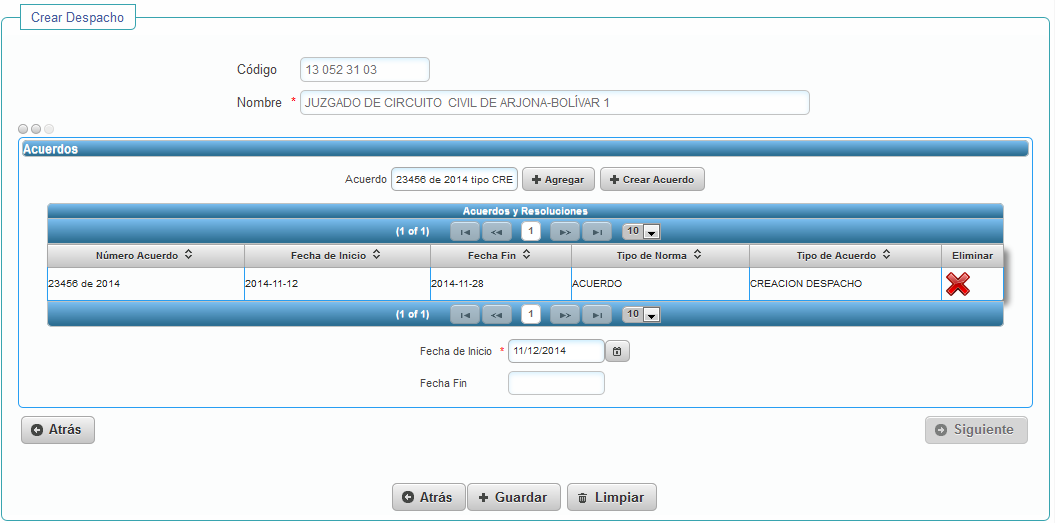 Crear Despacho
Código 13 052 31 03
Nombre * JUZGADO DE CIRCUITO CIVIL DE ARJONA-BOLÍVAR 1
Acuerdos
Acuerdo 23456 de 2014 tipo CRE Agregar Crear Acuerdo
Acuerdos y Resoluciones
(1 of 1) 1 10
Número Acuerdo Fecha de Inicio Fecha Fin Tipo de Norma Tipo de Acuerdo Eliminar
23456 de 2014 2014-11-12 2014-11-28 ACUERDO CREACION DESPACHO
(1 of 1) 1 10
Fecha de Inicio * 11/12/2014
Fecha Fin
Atrás Siguiente
Atrás Guardar Limpiar